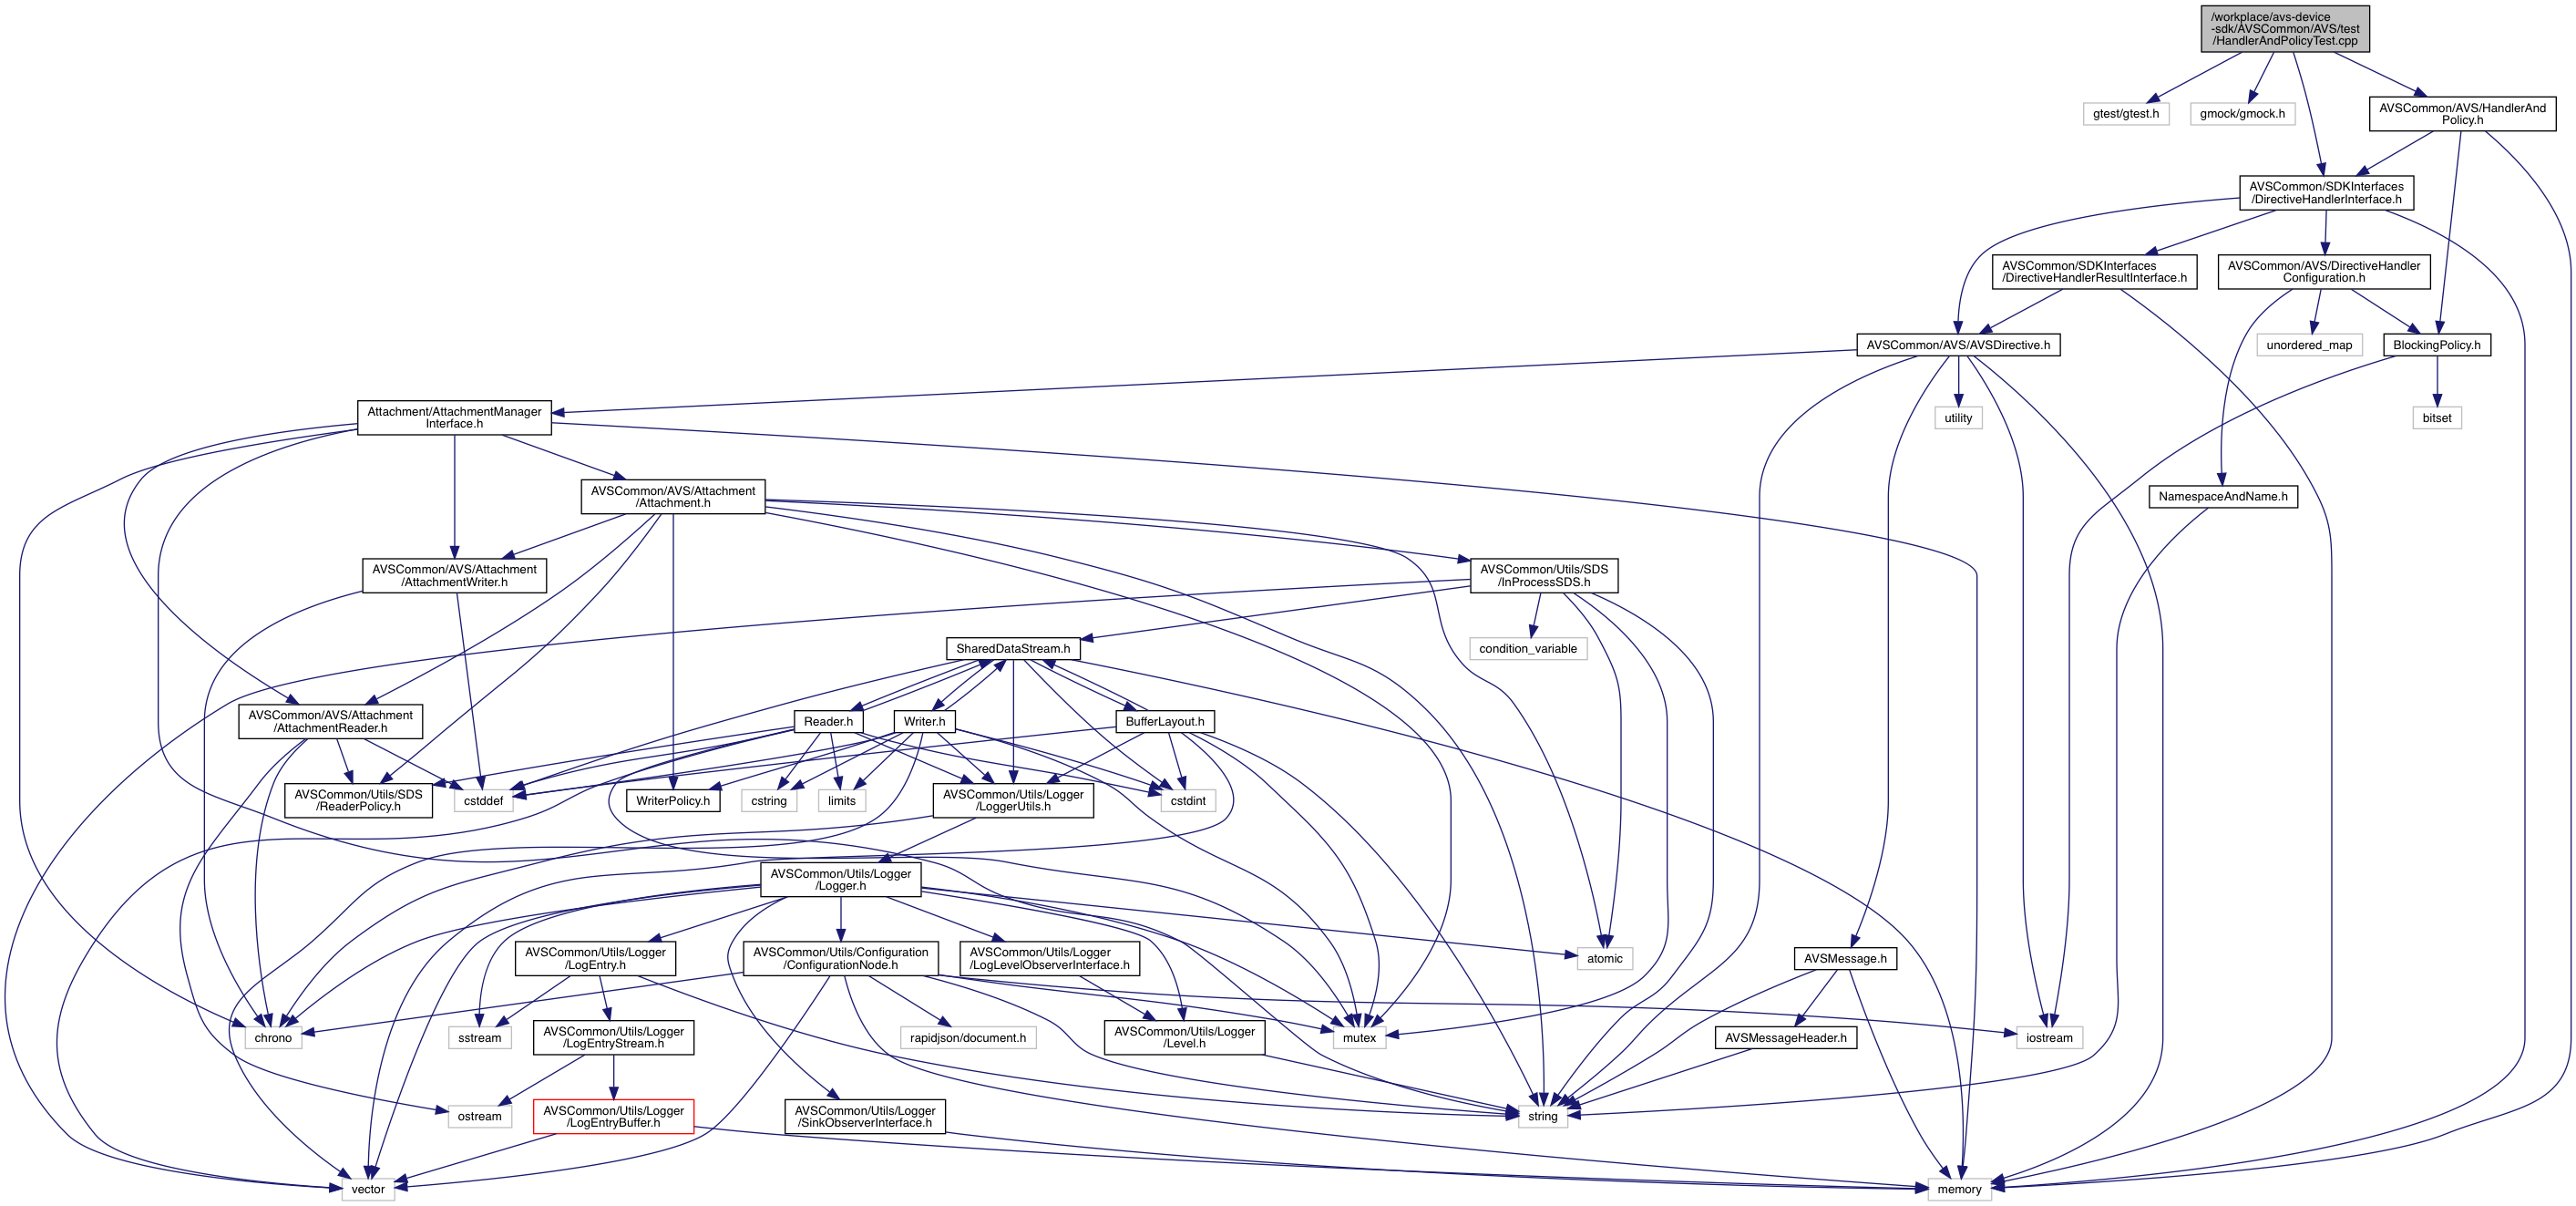 /workplace/avs-device
-sdk/AVSCommon/AVS/test
/HandlerAndPolicyTest.cpp
gtest/gtest.h
gmock/gmock.h
AVSCommon/AVS/HandlerAnd
Policy.h
AVSCommon/SDKInterfaces
/DirectiveHandlerInterface.h
AVSCommon/SDKInterfaces
/DirectiveHandlerResultInterface.h
AVSCommon/AVS/DirectiveHandler
Configuration.h
AVSCommon/AVS/AVSDirective.h
unordered_map
BlockingPolicy.h
Attachment/AttachmentManager
Interface.h
utility
bitset
AVSCommon/AVS/Attachment
/Attachment.h
NamespaceAndName.h
AVSCommon/AVS/Attachment
/AttachmentWriter.h
AVSCommon/Utils/SDS
/InProcessSDS.h
SharedDataStream.h
condition_variable
AVSCommon/AVS/Attachment
/AttachmentReader.h
Reader.h
Writer.h
BufferLayout.h
AVSCommon/Utils/SDS
/ReaderPolicy.h
cstddef
WriterPolicy.h
cstring
limits
AVSCommon/Utils/Logger
/LoggerUtils.h
cstdint
AVSCommon/Utils/Logger
/Logger.h
AVSCommon/Utils/Logger
/LogEntry.h
AVSCommon/Utils/Configuration
/ConfigurationNode.h
AVSCommon/Utils/Logger
/LogLevelObserverInterface.h
atomic
AVSMessage.h
chrono
sstream
AVSCommon/Utils/Logger
/LogEntryStream.h
rapidjson/document.h
AVSCommon/Utils/Logger
/Level.h
mutex
AVSMessageHeader.h
iostream
ostream
AVSCommon/Utils/Logger
/LogEntryBuffer.h
AVSCommon/Utils/Logger
/SinkObserverInterface.h
string
vector
memory